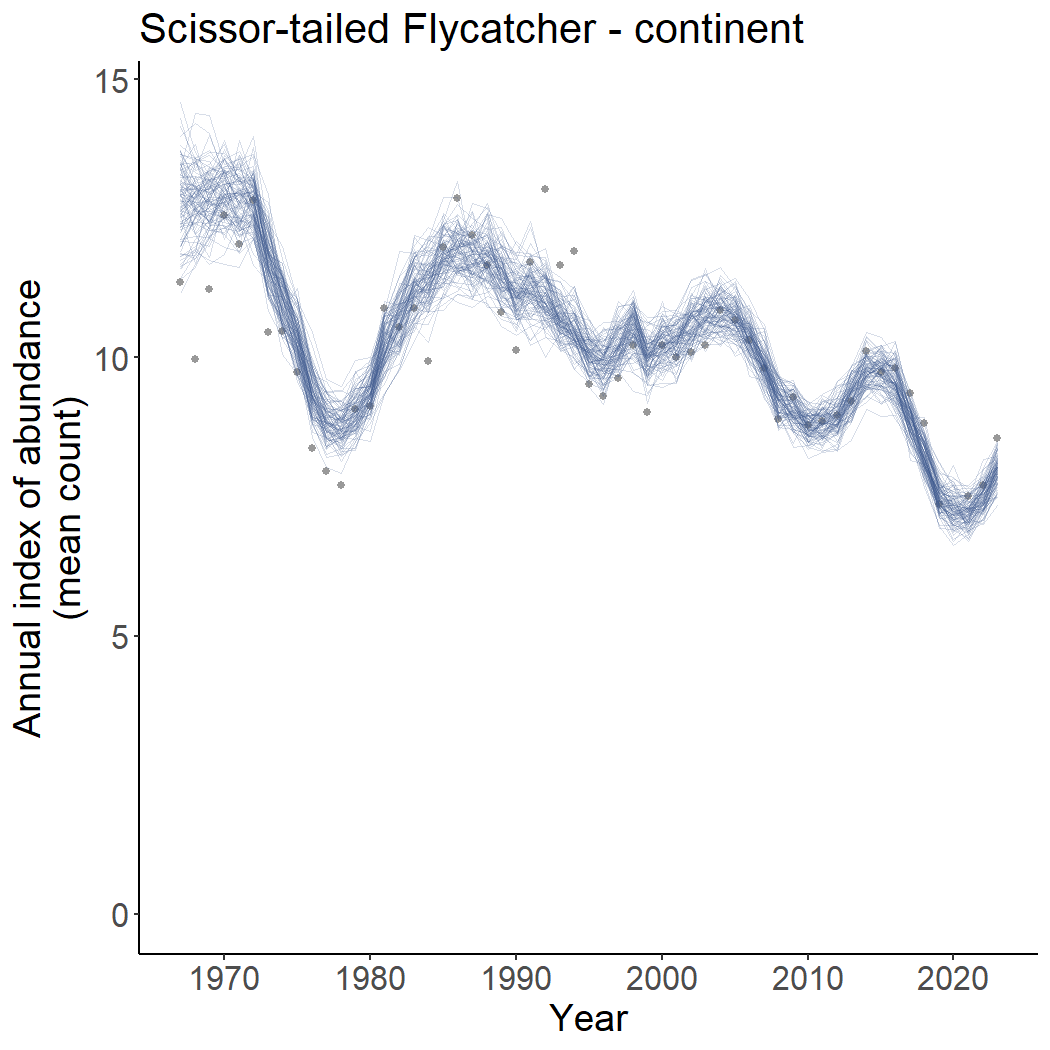 Scissor-tailed Flycatcher - continent
Annual index of abundance
(mean count)
15
10
5
0
1970 1980 1990 2000 2010 2020
Year